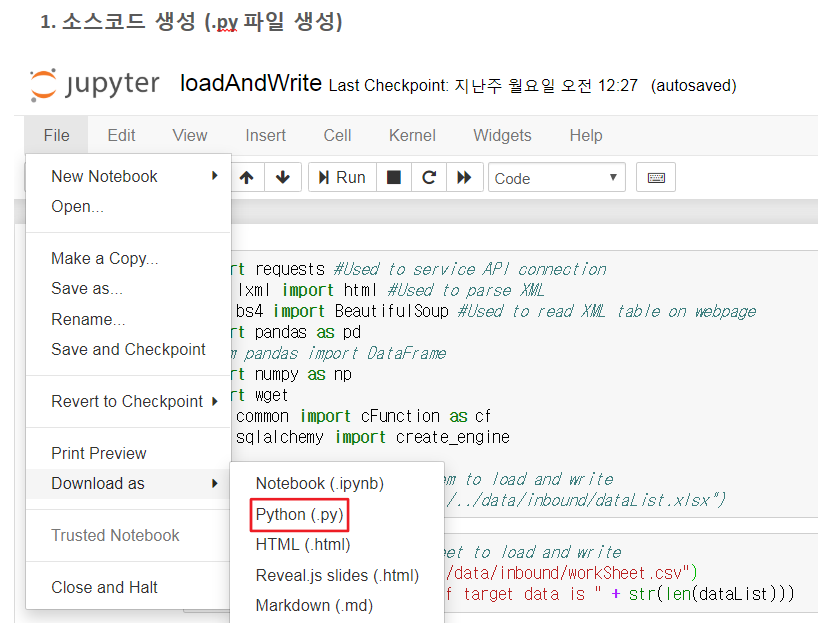 1. 소스코드 생성 (.py 파일 생성)
jupyter loadAndWrite Last Checkpoint: 지난주 월요일 오전 12:27 (autosaved)
File Edit View Insert Cell Kernel Widgets Help
Run Code
New Notebook
Open...
Make a Copy...
Save as...
Rename...
Save and Checkpoint
Revert to Checkpoint
Print Preview
Download as
Trusted Notebook
Close and Halt
Notebook (.ipynb)
Python (.py)
HTML (.html)
Reveal.js slides (.html)
Markdown (.md)
rt requests #Used to service API connection
lxml import html #Used to parse XML
bs4 import BeautifulSoup #Used to read XML table on webpage
rt pandas as pd
m pandas import DataFrame
rt numpy as np
rt wget
common import cFunction as cf
sqlalchemy import create_engine
em to load and write
/../data/inbound/dataList.xlsx")
et to load and write
/data/inbound/workSheet.csv")
f target data is " + str(len(dataList)))